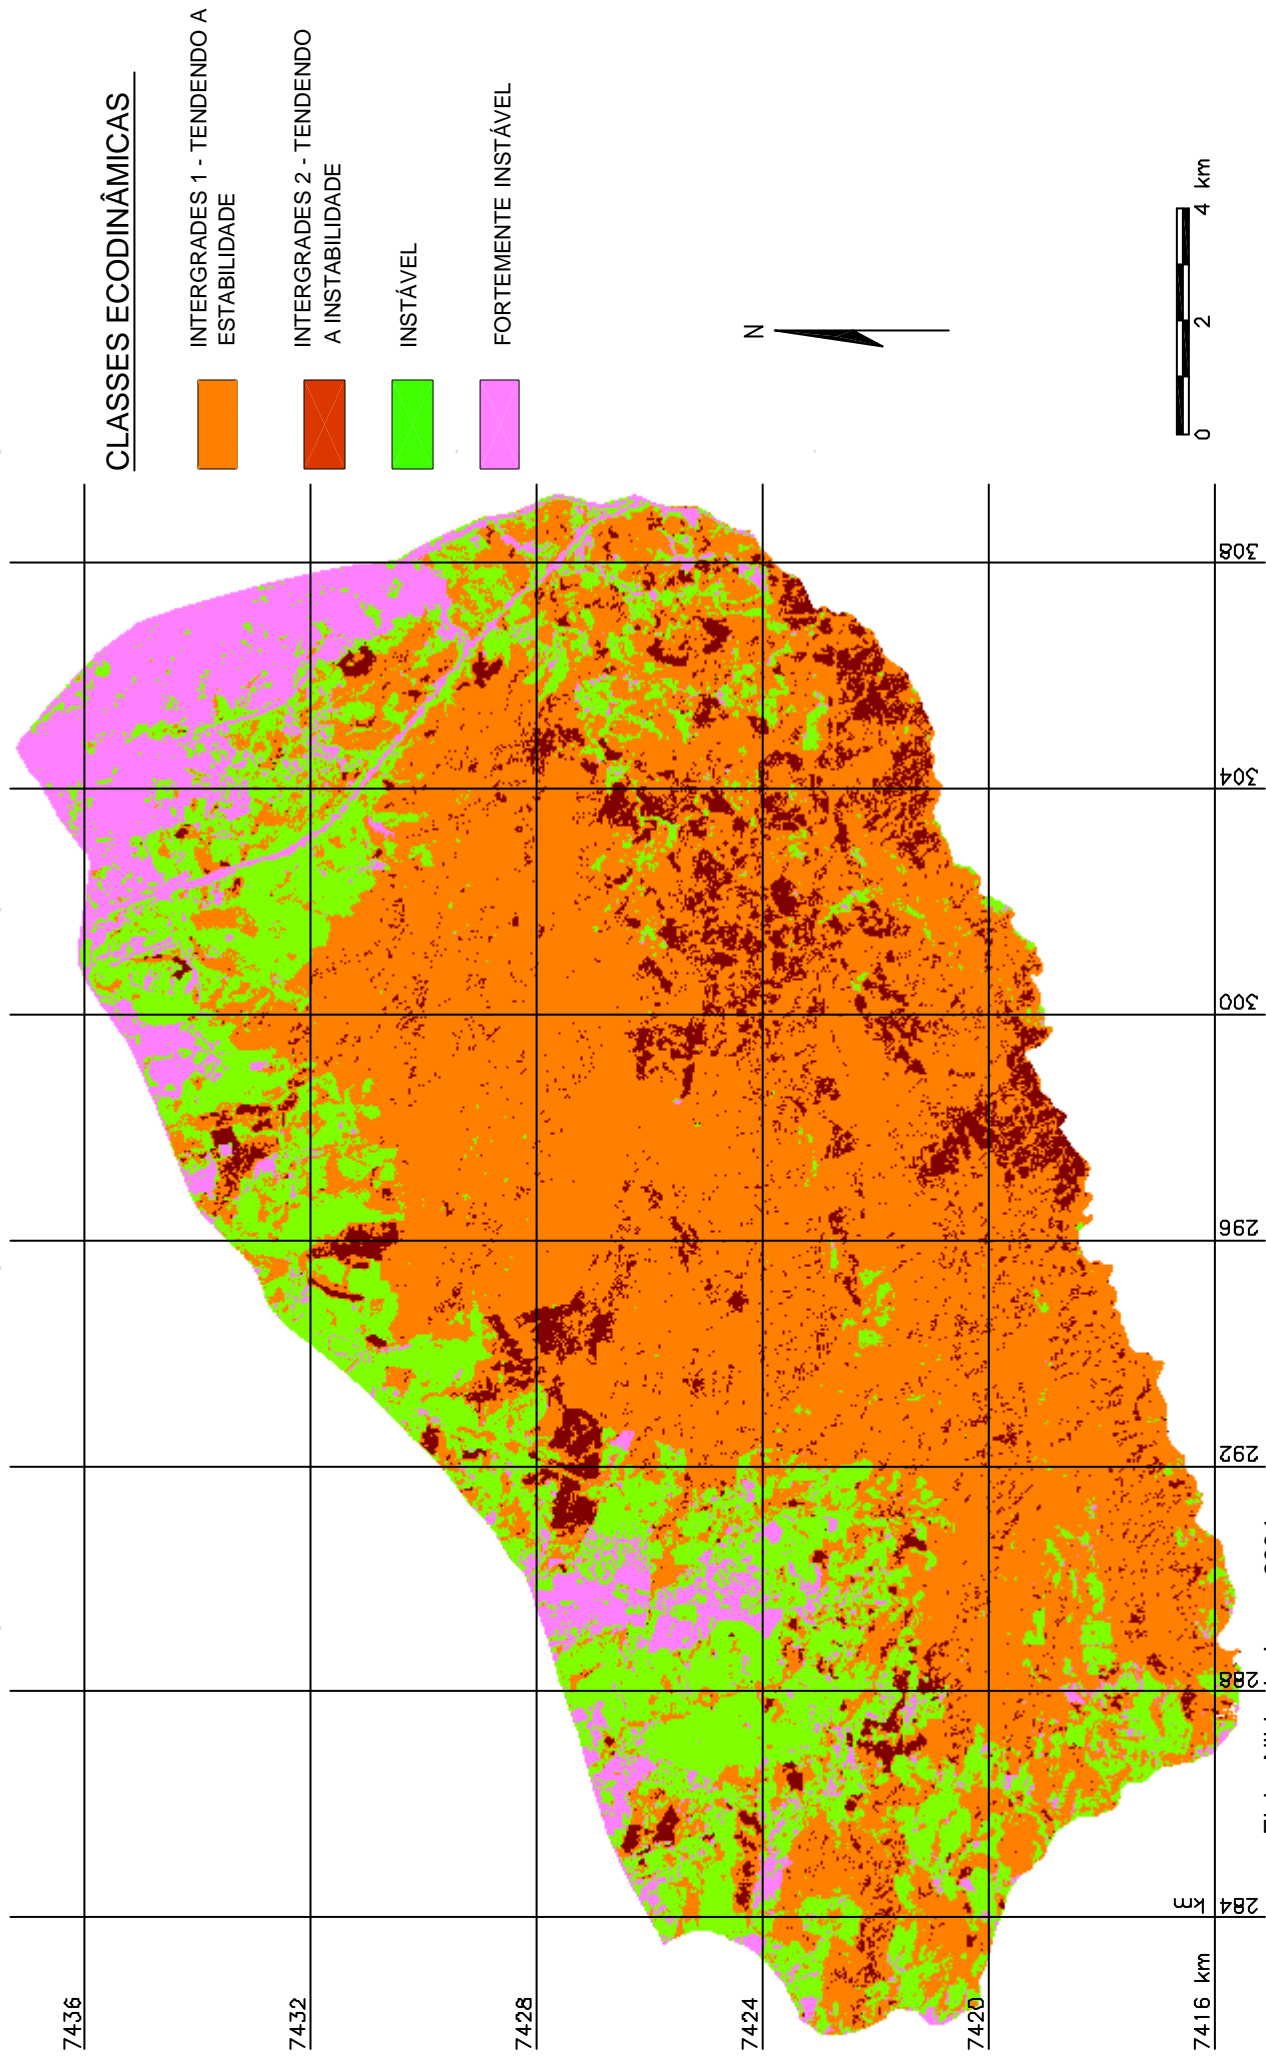 CLASSES ECODINÂMICAS
INTERGRADES 1 - TENDENDO A
ESTABILIDADE
INTERGRADES 2 - TENDENDO
A INSTABILIDADE
INSTÁVEL
FORTEMENTE INSTÁVEL
N
0 2 4 km
7436
7432
7428
7424
7420
7416 km
284 km
288
292
296
300
304
308